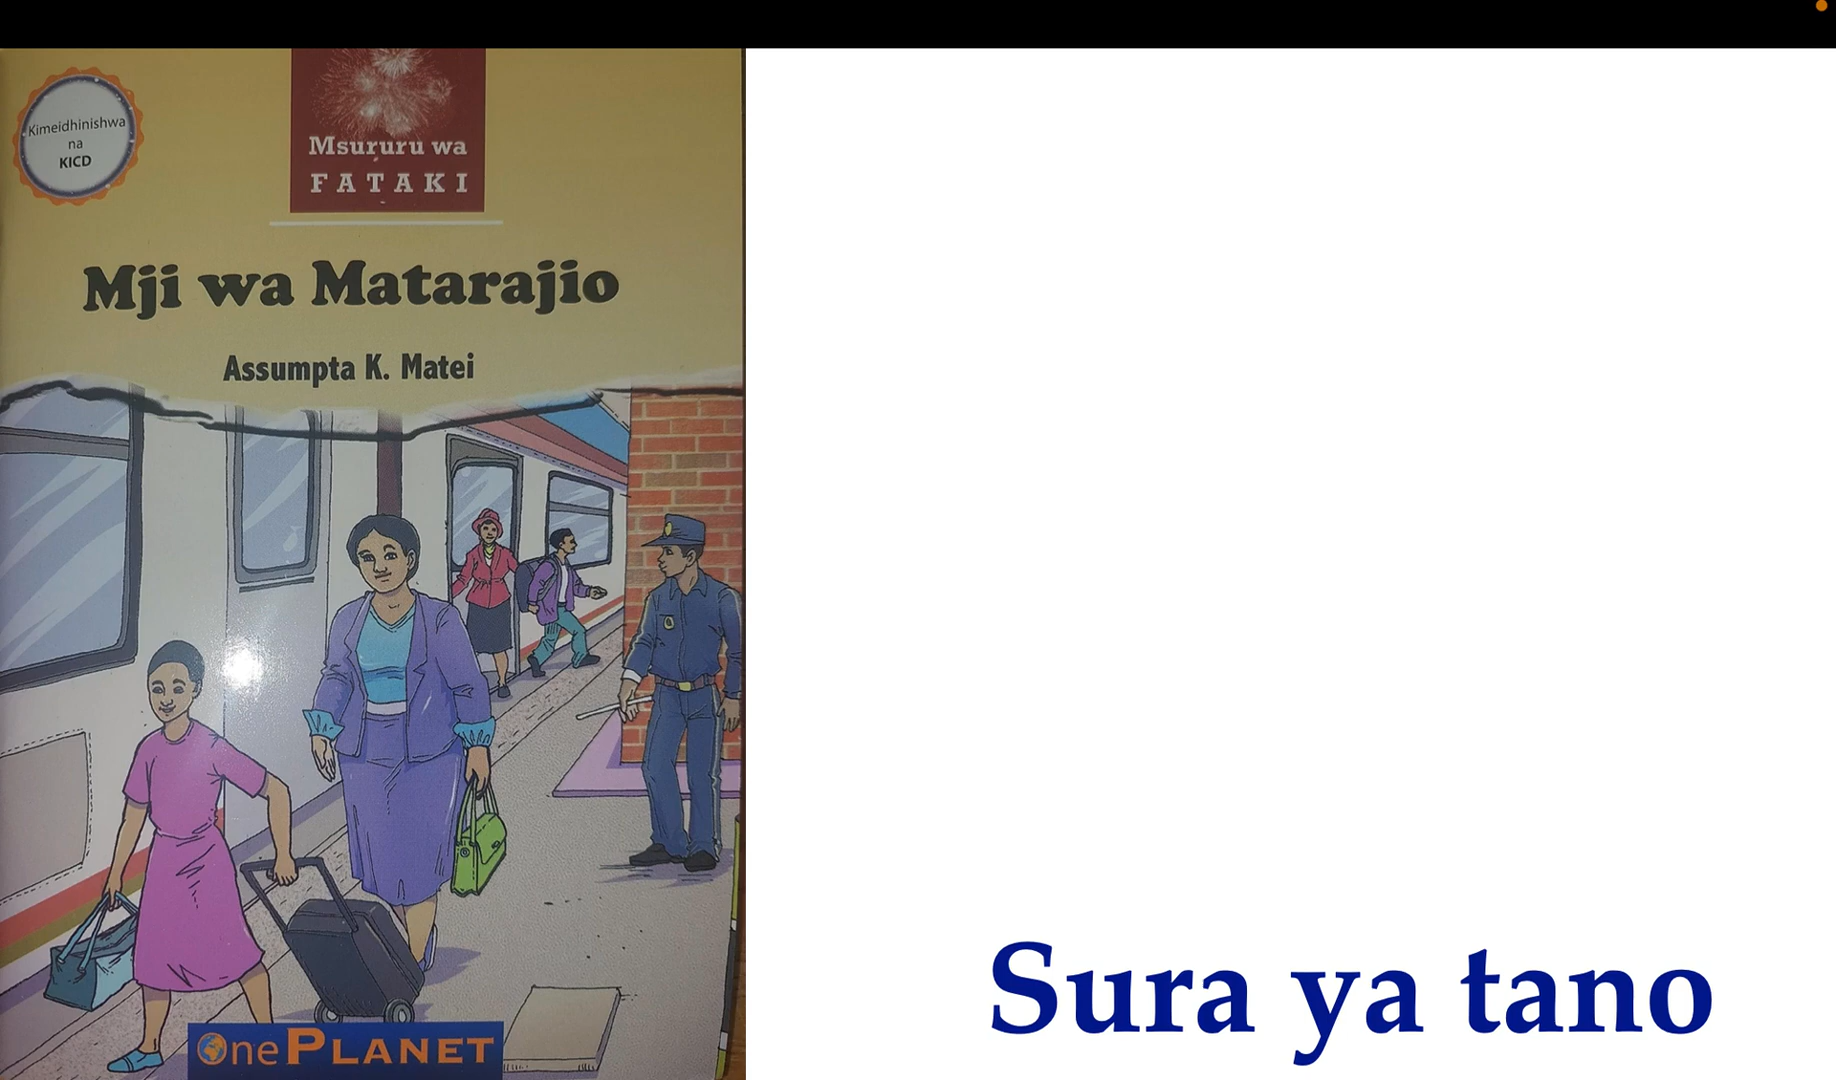 Kimeidhinishwa
na
KICD
Msururu wa
FATAKI
Mji wa Matarajio
Assumpta K. Matei
OnePLANET
Sura ya tano